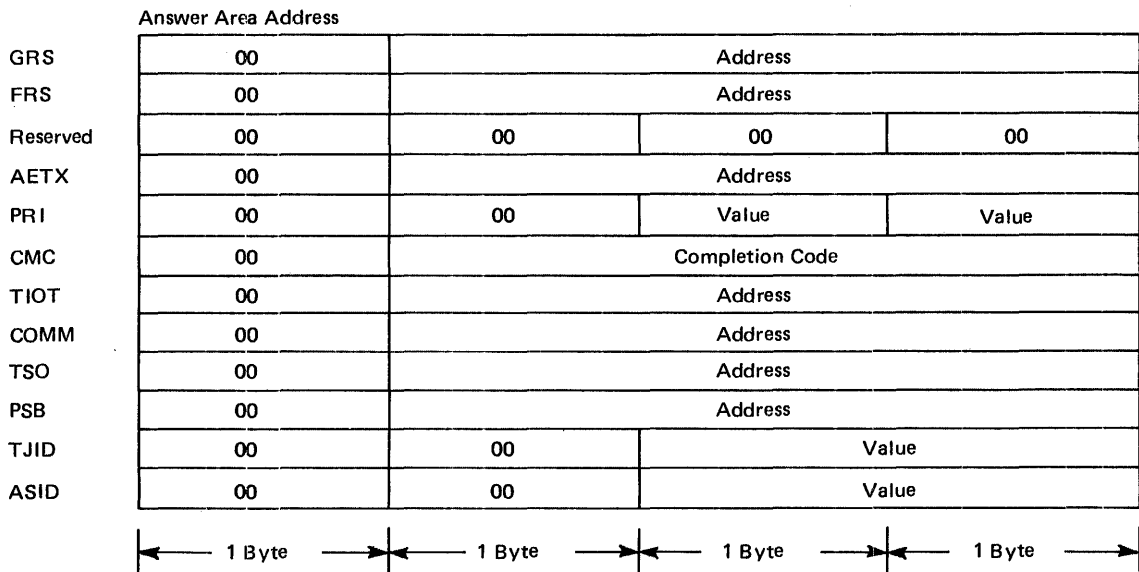 Answer Area Address
GRS 00 Address
FRS 00 Address
Reserved 00 00 00 00
AETX 00 Address
PRI 00 00 Value Value
CMC 00 Completion Code
TIOT 00 Address
COMM 00 Address
TSO 00 Address
PSB 00 Address
TJID 00 00 Value
ASID 00 00 Value
1 Byte 1 Byte 1 Byte 1 Byte